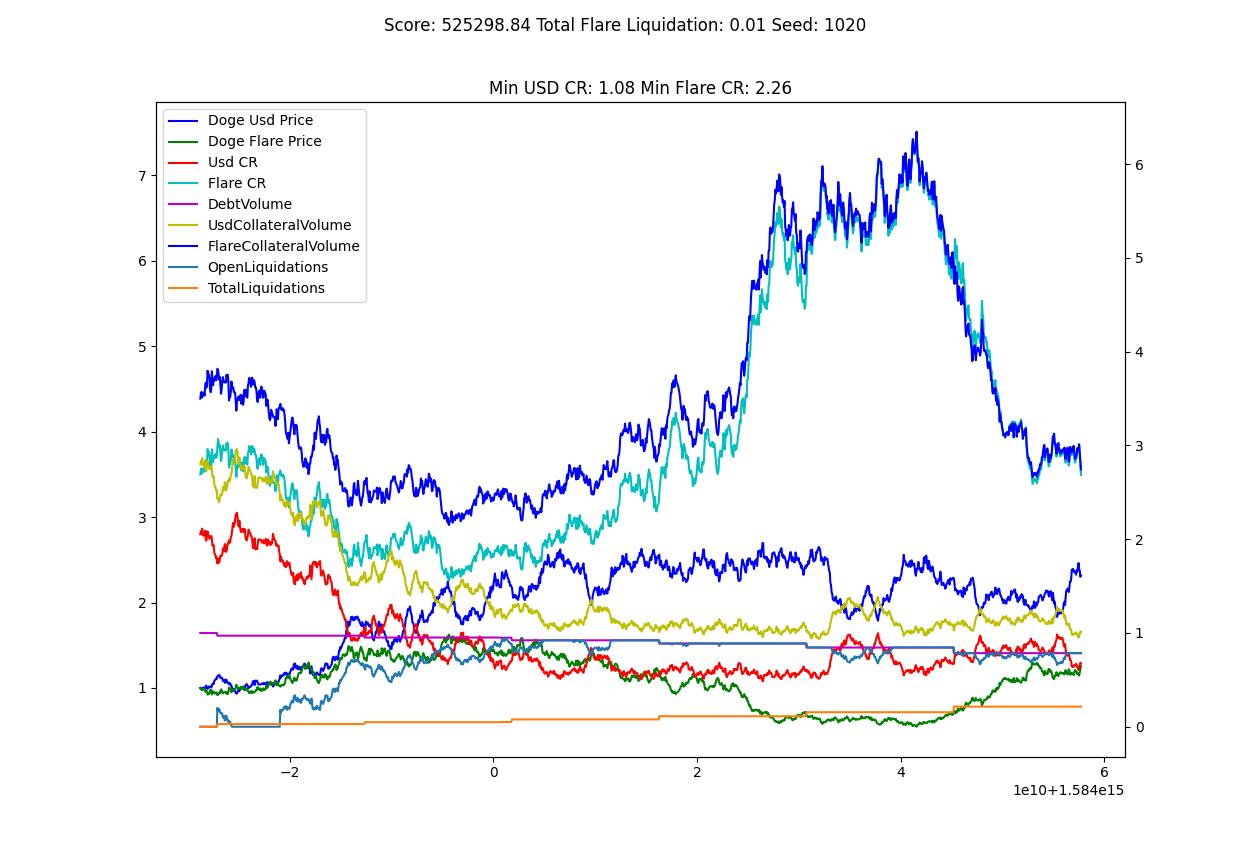 Score: 525298.84 Total Flare Liquidation: 0.01 Seed: 1020
Min USD CR: 1.08 Min Flare CR: 2.26
Doge Usd Price
Doge Flare Price
Usd CR
Flare CR
DebtVolume
UsdCollateralVolume
FlareCollateralVolume
OpenLiquidations
TotalLiquidations
7
6
5
4
3
2
1
6
5
4
3
2
1
0
−2
0
2
4
6
1e10+1.584e15